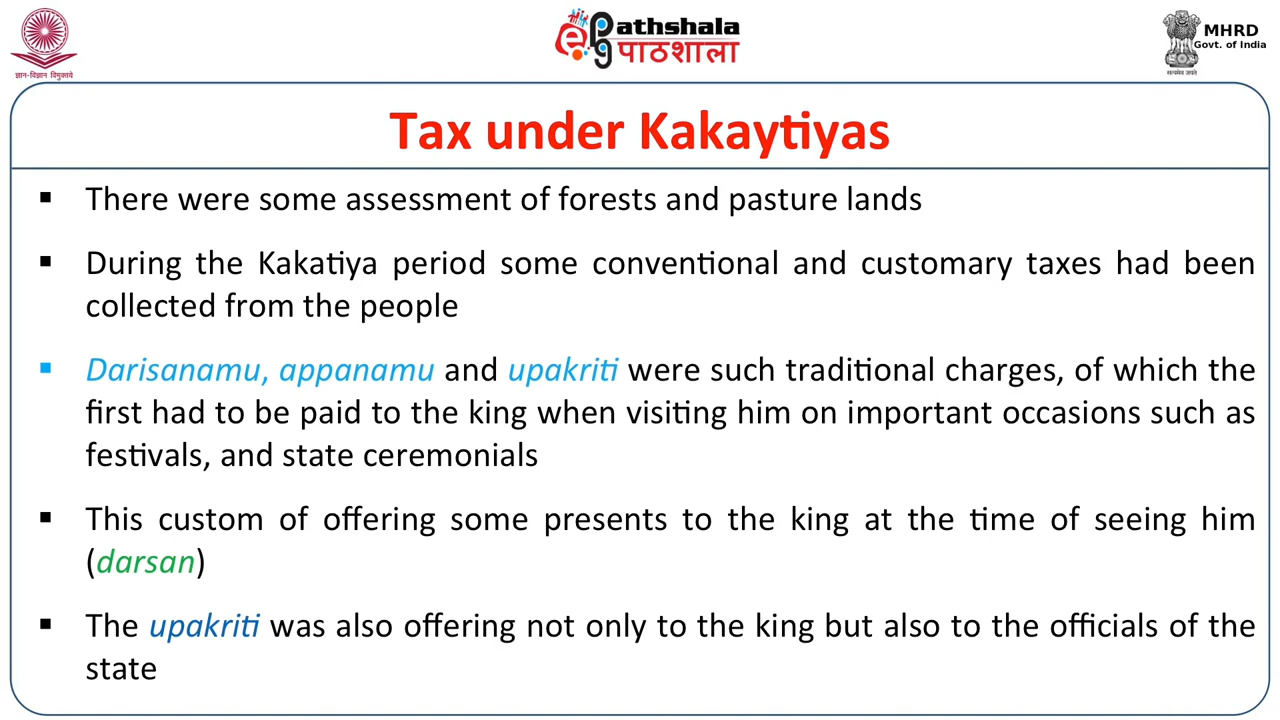 ज्ञान-विज्ञान विमुक्तये
ePathshala
पाठशाला
MHRD
Govt. of India
सत्यमेव जयते
Tax under Kakaytiyas
▪ There were some assessment of forests and pasture lands
▪ During the Kakatiya period some conventional and customary taxes had been
collected from the people
▪ Darisanamu, appanamu and upakriti were such traditional charges, of which the
first had to be paid to the king when visiting him on important occasions such as
festivals, and state ceremonials
▪ This custom of offering some presents to the king at the time of seeing him
(darsan)
▪ The upakriti was also offering not only to the king but also to the officials of the
state